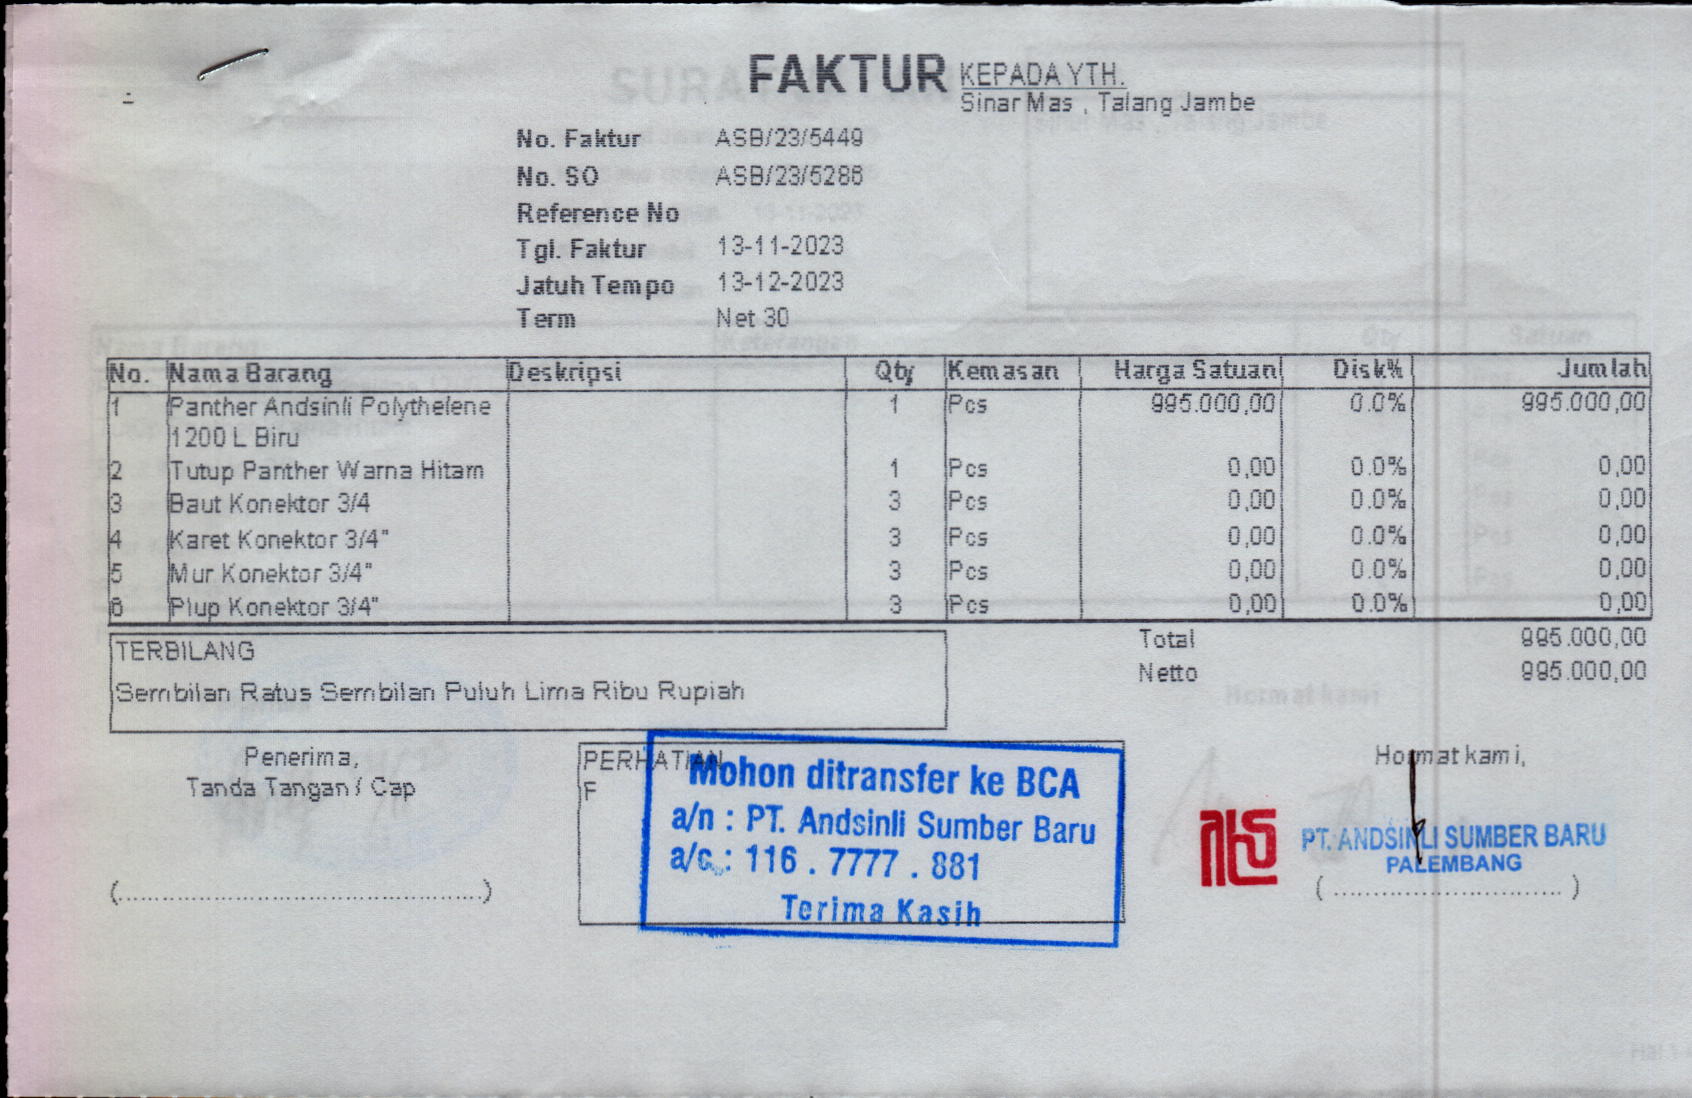 FAKTUR KEPADA YTH.
Sinar Mas , Talang Jambe
No. Faktur ASB/23/5449
No. SO ASB/23/5286
Reference No
Tgl. Faktur 13-11-2023
Jatuh Tempo 13-12-2023
Term Net 30
No. Nama Barang Deskripsi Qty Kemasan Harga Satuan Disk% Jumlah
1 Panther Andsinli Polythelene 1 Pcs 995.000,00 0.0% 995.000,00
1200 L Biru
2 Tutup Panther Warna Hitam 1 Pcs 0,00 0.0% 0,00
3 Baut Konektor 3/4 3 Pcs 0,00 0.0% 0,00
4 Karet Konektor 3/4" 3 Pcs 0,00 0.0% 0,00
5 Mur Konektor 3/4" 3 Pcs 0,00 0.0% 0,00
6 Plup Konektor 3/4" 3 Pcs 0,00 0.0% 0,00
TERBILANG
Sembilan Ratus Sembilan Puluh Lima Ribu Rupiah
Total 995.000,00
Netto 995.000,00
Penerima,
Tanda Tangan / Cap
(............................................)
PERHATIAN
F
Mohon ditransfer ke BCA
a/n : PT. Andsinli Sumber Baru
a/c : 116 . 7777 . 881
Terima Kasih
Hormat kami,
PT. ANDSINLI SUMBER BARU
PALEMBANG
( ............................ )